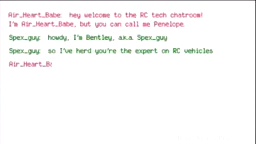 Air_Heart_Babe: hey welcome to the RC tech chatroom!
I'm Air_Heart_Babe, but you can call me Penelope
Spex_guy: howdy, I'm Bentley, a.k.a. Spex_guy
Spex_guy: so I've herd you're the expert on RC vehicles
Air_Heart_B